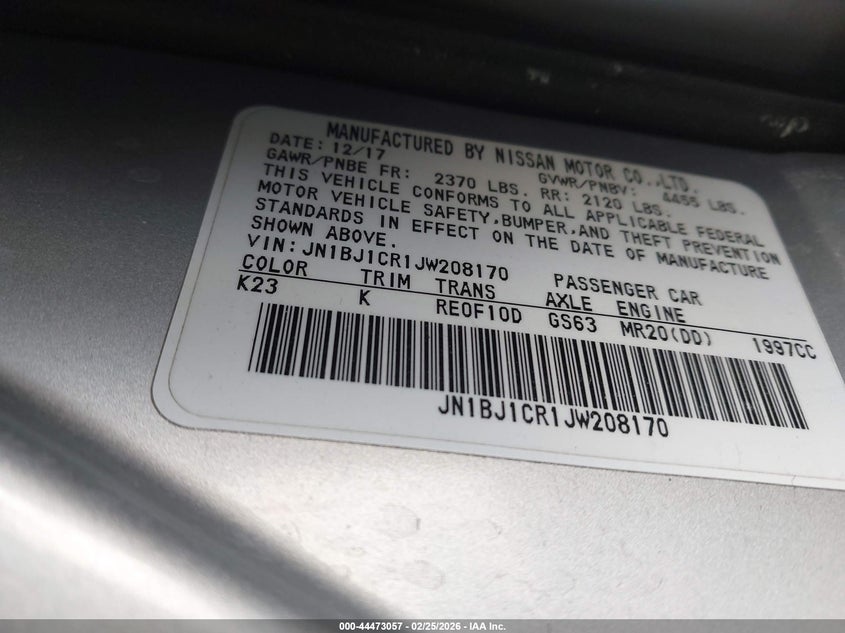 MANUFACTURED BY NISSAN MOTOR CO.,LTD.
DATE: 12/17 GVWR/PNBV: 4455 LBS.
GAWR/PNBE FR: 2370 LBS. RR: 2120 LBS.
THIS VEHICLE CONFORMS TO ALL APPLICABLE FEDERAL
MOTOR VEHICLE SAFETY,BUMPER,AND THEFT PREVENTION
STANDARDS IN EFFECT ON THE DATE OF MANUFACTURE
SHOWN ABOVE.
VIN: JN1BJ1CR1JW208170 PASSENGER CAR
COLOR TRIM TRANS AXLE ENGINE
K23 K RE0F10D GS63 MR20(DD) 1997CC
JN1BJ1CR1JW208170
000-44473057 - 02/25/2026 - IAA Inc.